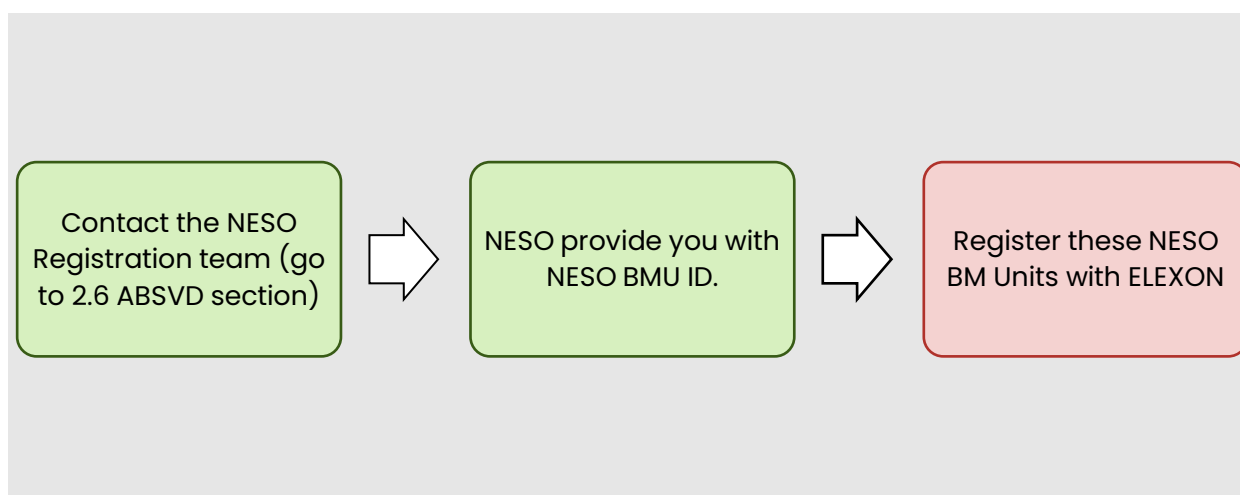 Contact the NESO
Registration team (go
to 2.6 ABSVD section)
NESO provide you with
NESO BMU ID.
Register these NESO
BM Units with ELEXON